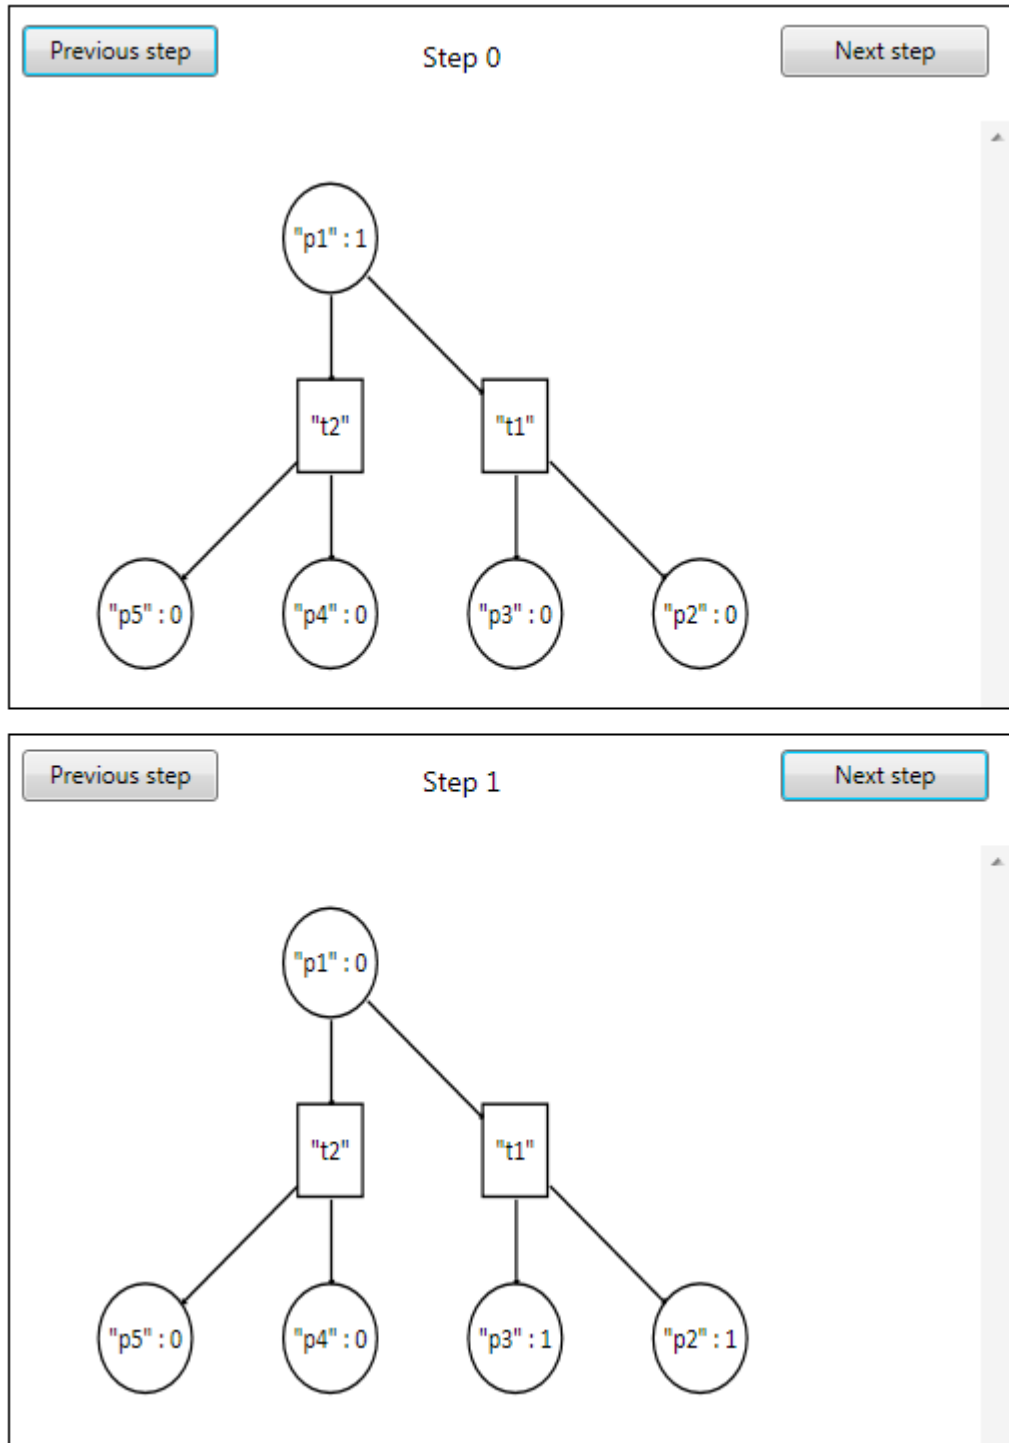 Previous step Step 0 Next step
"p1" : 1
"t2" "t1"
"p5" : 0 "p4" : 0 "p3" : 0 "p2" : 0
Previous step Step 1 Next step
"p1" : 0
"t2" "t1"
"p5" : 0 "p4" : 0 "p3" : 1 "p2" : 1